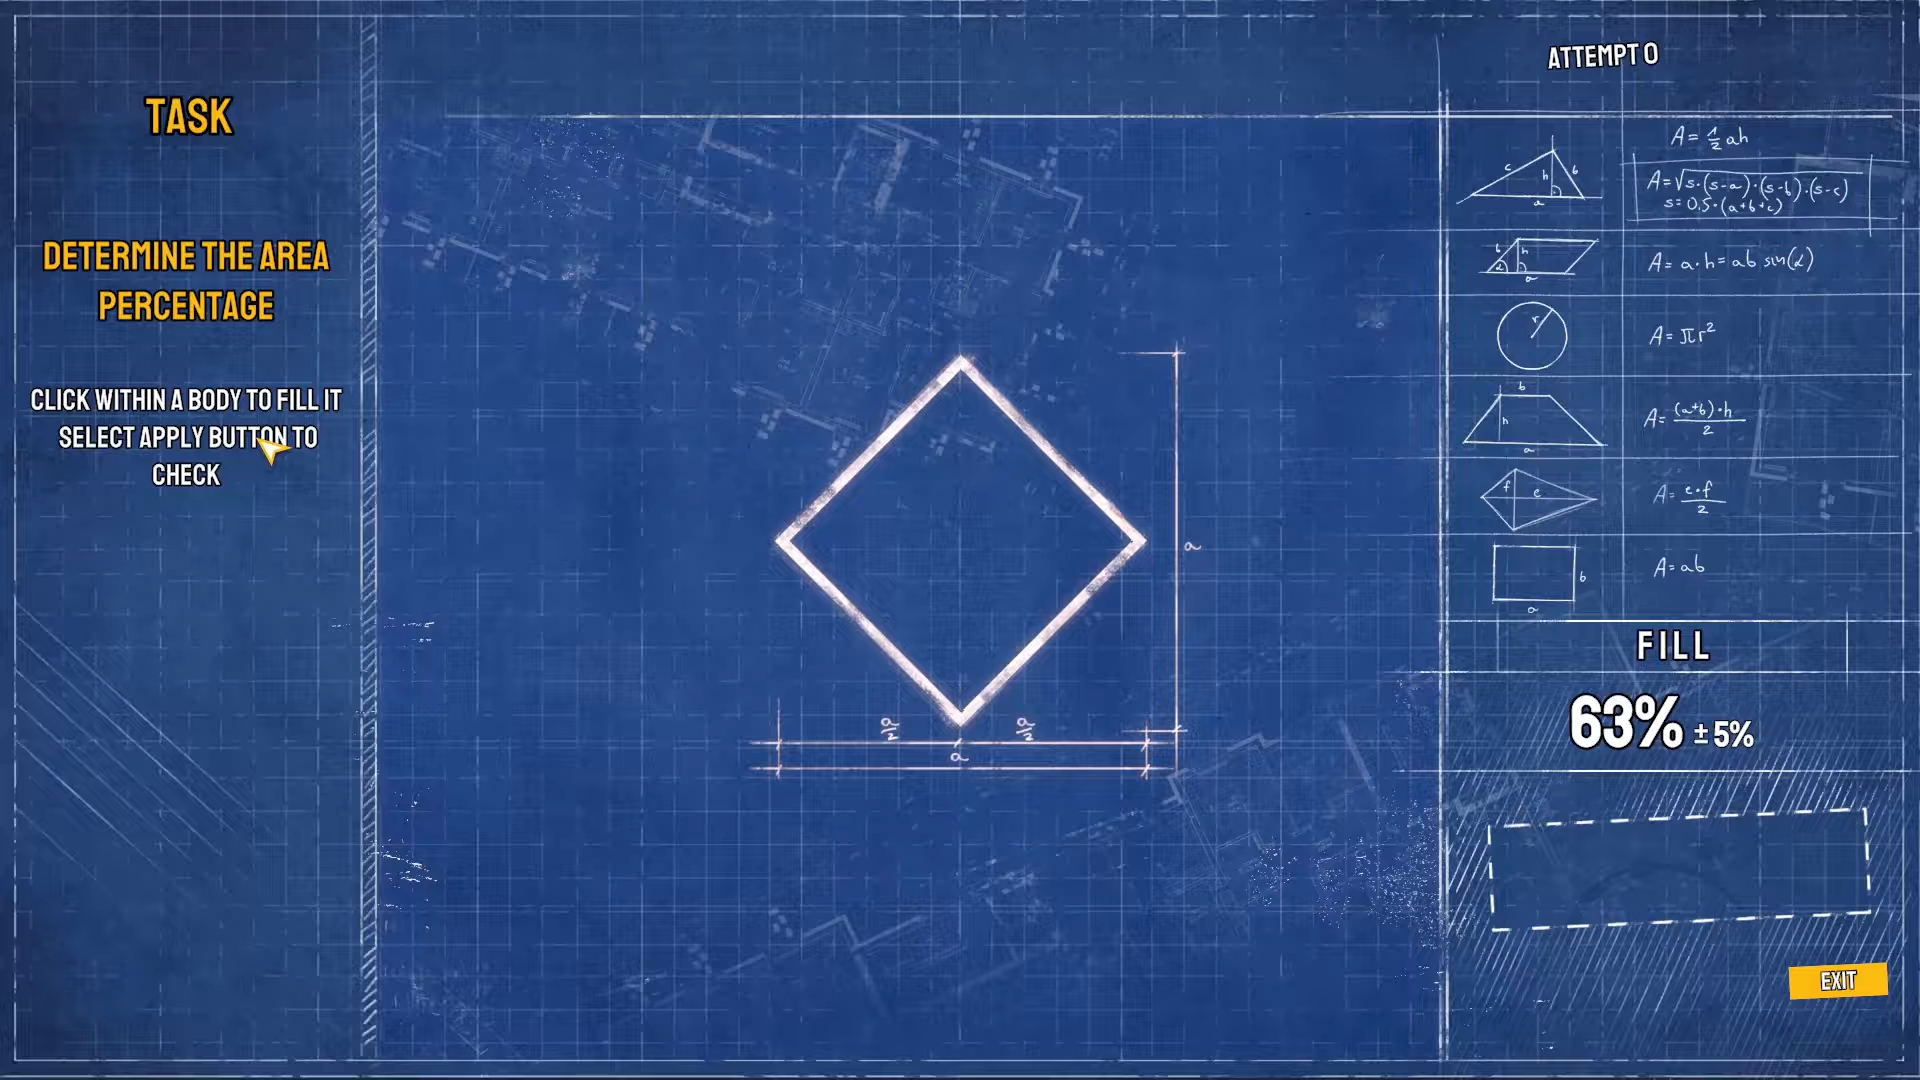 TASK
DETERMINE THE AREA
PERCENTAGE
CLICK WITHIN A BODY TO FILL IT
SELECT APPLY BUTTON TO
CHECK
a
a/2 a/2
a
ATTEMPT 0
c h b
a
A = 1/2 ah
A=√s·(s-a)·(s-b)·(s-c)
s= 0,5·(a+b+c)
b h
α
a
A= a·h = ab sin(α)
r
A= πr²
b
h
a
A= (a+b)·h/2
f e
A= e·f/2
b
a
A= ab
FILL
63% ± 5%
EXIT